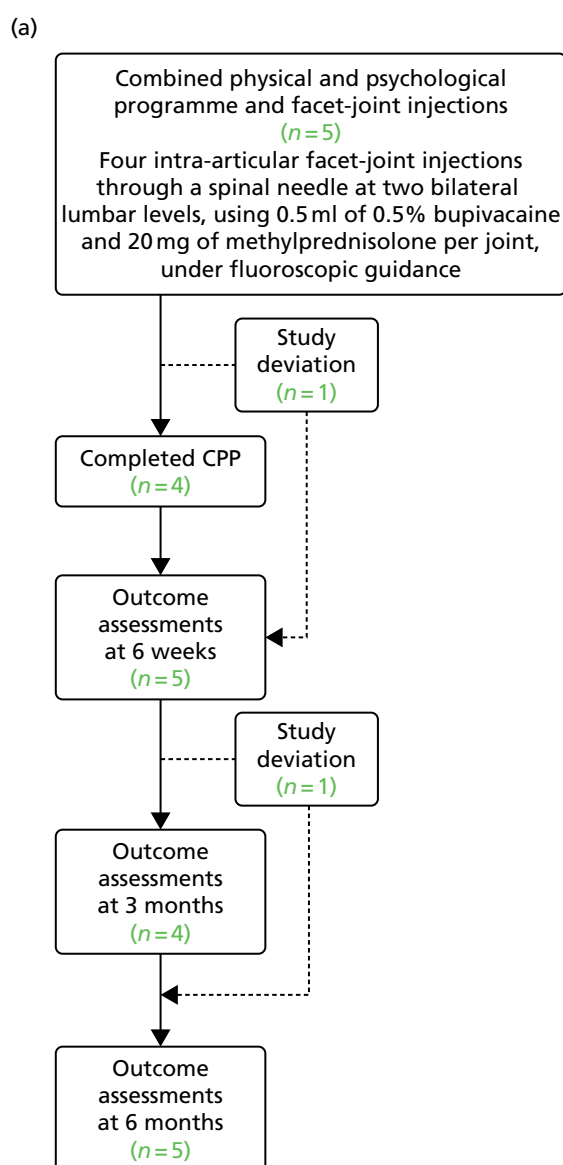 (a)
Combined physical and psychological
programme and facet-joint injections
(n=5)
Four intra-articular facet-joint injections
through a spinal needle at two bilateral
lumbar levels, using 0.5 ml of 0.5% bupivacaine
and 20 mg of methylprednisolone per joint,
under fluoroscopic guidance
Study
deviation
(n=1)
Completed CPP
(n=4)
Outcome
assessments
at 6 weeks
(n=5)
Study
deviation
(n=1)
Outcome
assessments
at 3 months
(n=4)
Outcome
assessments
at 6 months
(n=5)